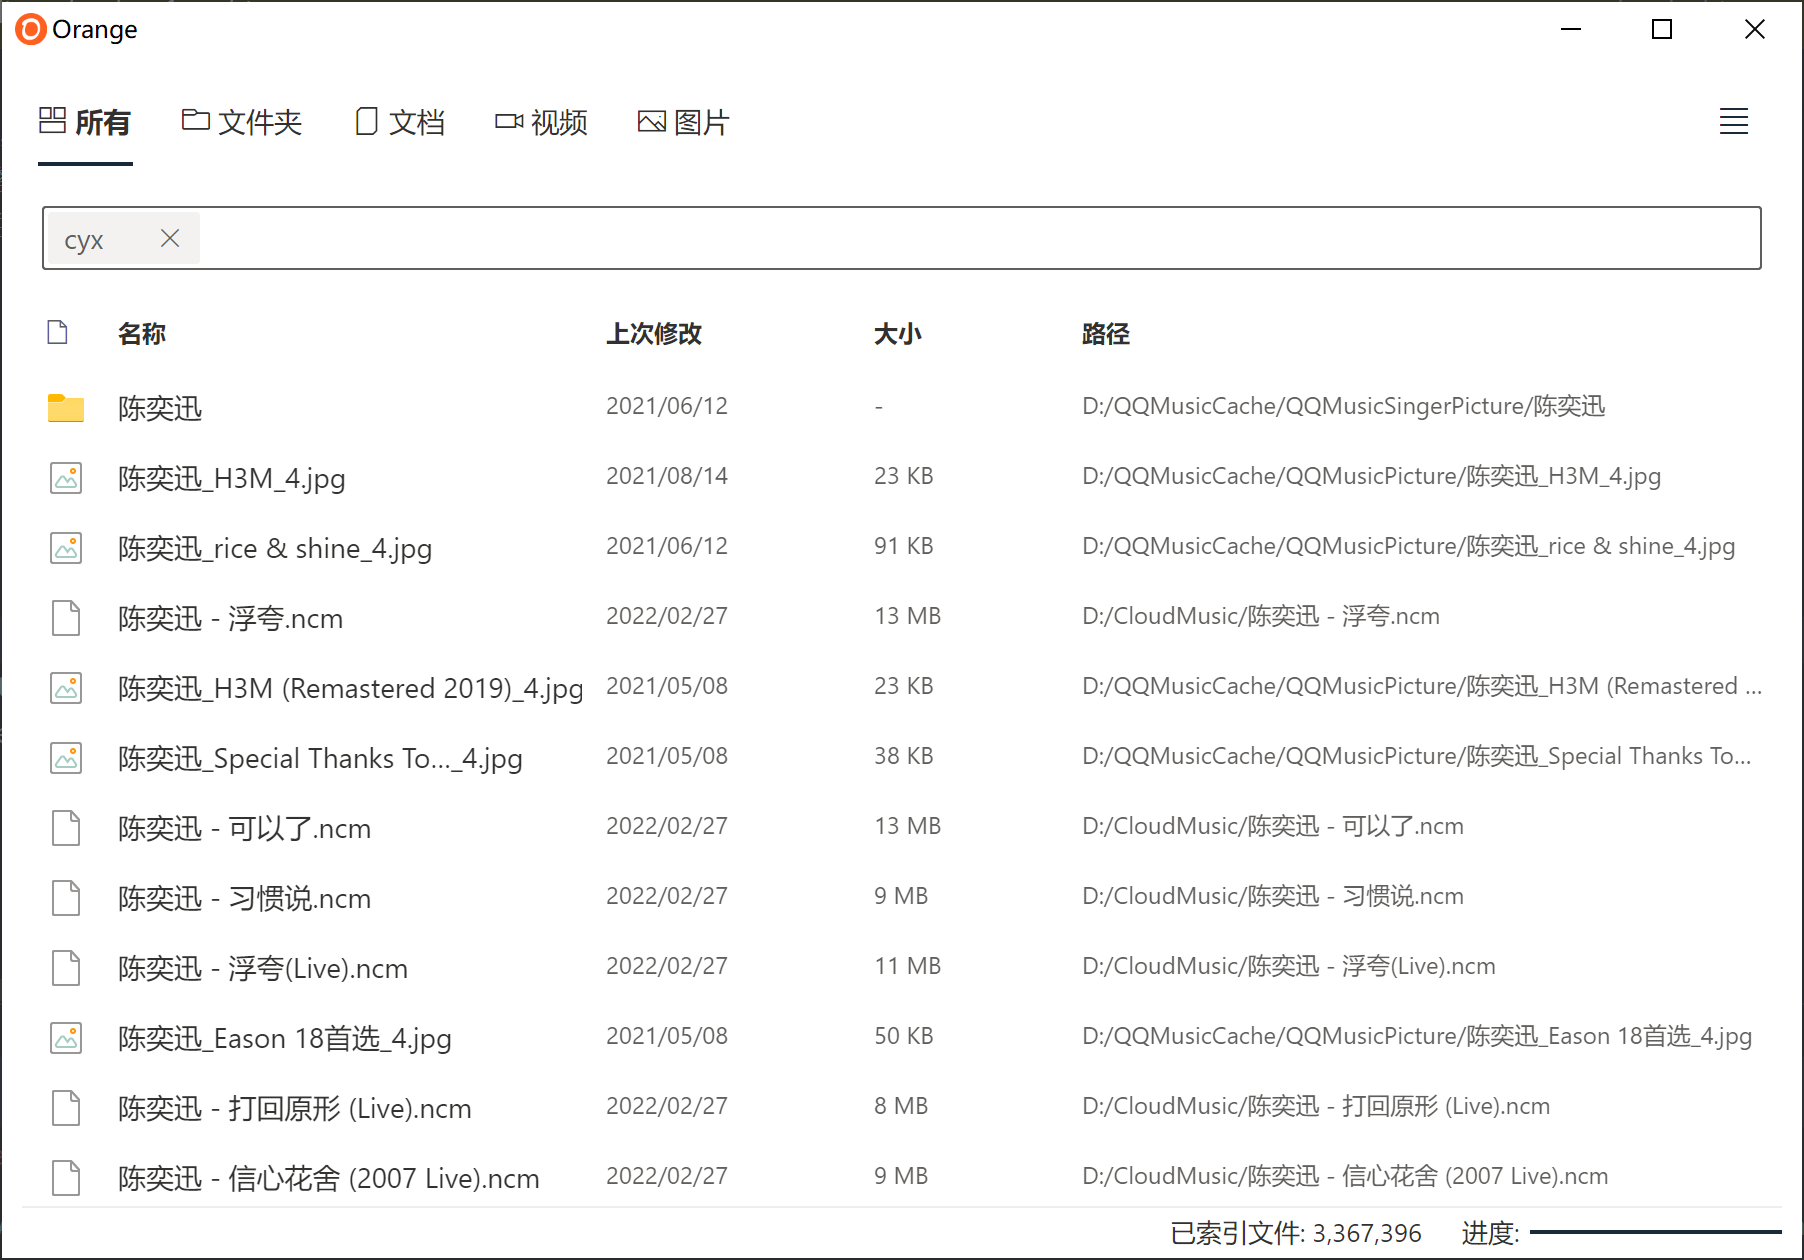 Orange
所有 文件夹 文档 视频 图片
cyx
名称 上次修改 大小 路径
陈奕迅 2021/06/12 - D:/QQMusicCache/QQMusicSingerPicture/陈奕迅
陈奕迅_H3M_4.jpg 2021/08/14 23 KB D:/QQMusicCache/QQMusicPicture/陈奕迅_H3M_4.jpg
陈奕迅_rice & shine_4.jpg 2021/06/12 91 KB D:/QQMusicCache/QQMusicPicture/陈奕迅_rice & shine_4.jpg
陈奕迅 - 浮夸.ncm 2022/02/27 13 MB D:/CloudMusic/陈奕迅 - 浮夸.ncm
陈奕迅_H3M (Remastered 2019)_4.jpg 2021/05/08 23 KB D:/QQMusicCache/QQMusicPicture/陈奕迅_H3M (Remastered ...
陈奕迅_Special Thanks To..._4.jpg 2021/05/08 38 KB D:/QQMusicCache/QQMusicPicture/陈奕迅_Special Thanks To...
陈奕迅 - 可以了.ncm 2022/02/27 13 MB D:/CloudMusic/陈奕迅 - 可以了.ncm
陈奕迅 - 习惯说.ncm 2022/02/27 9 MB D:/CloudMusic/陈奕迅 - 习惯说.ncm
陈奕迅 - 浮夸(Live).ncm 2022/02/27 11 MB D:/CloudMusic/陈奕迅 - 浮夸(Live).ncm
陈奕迅_Eason 18首选_4.jpg 2021/05/08 50 KB D:/QQMusicCache/QQMusicPicture/陈奕迅_Eason 18首选_4.jpg
陈奕迅 - 打回原形 (Live).ncm 2022/02/27 8 MB D:/CloudMusic/陈奕迅 - 打回原形 (Live).ncm
陈奕迅 - 信心花舍 (2007 Live).ncm 2022/02/27 9 MB D:/CloudMusic/陈奕迅 - 信心花舍 (2007 Live).ncm
已索引文件: 3,367,396 进度: